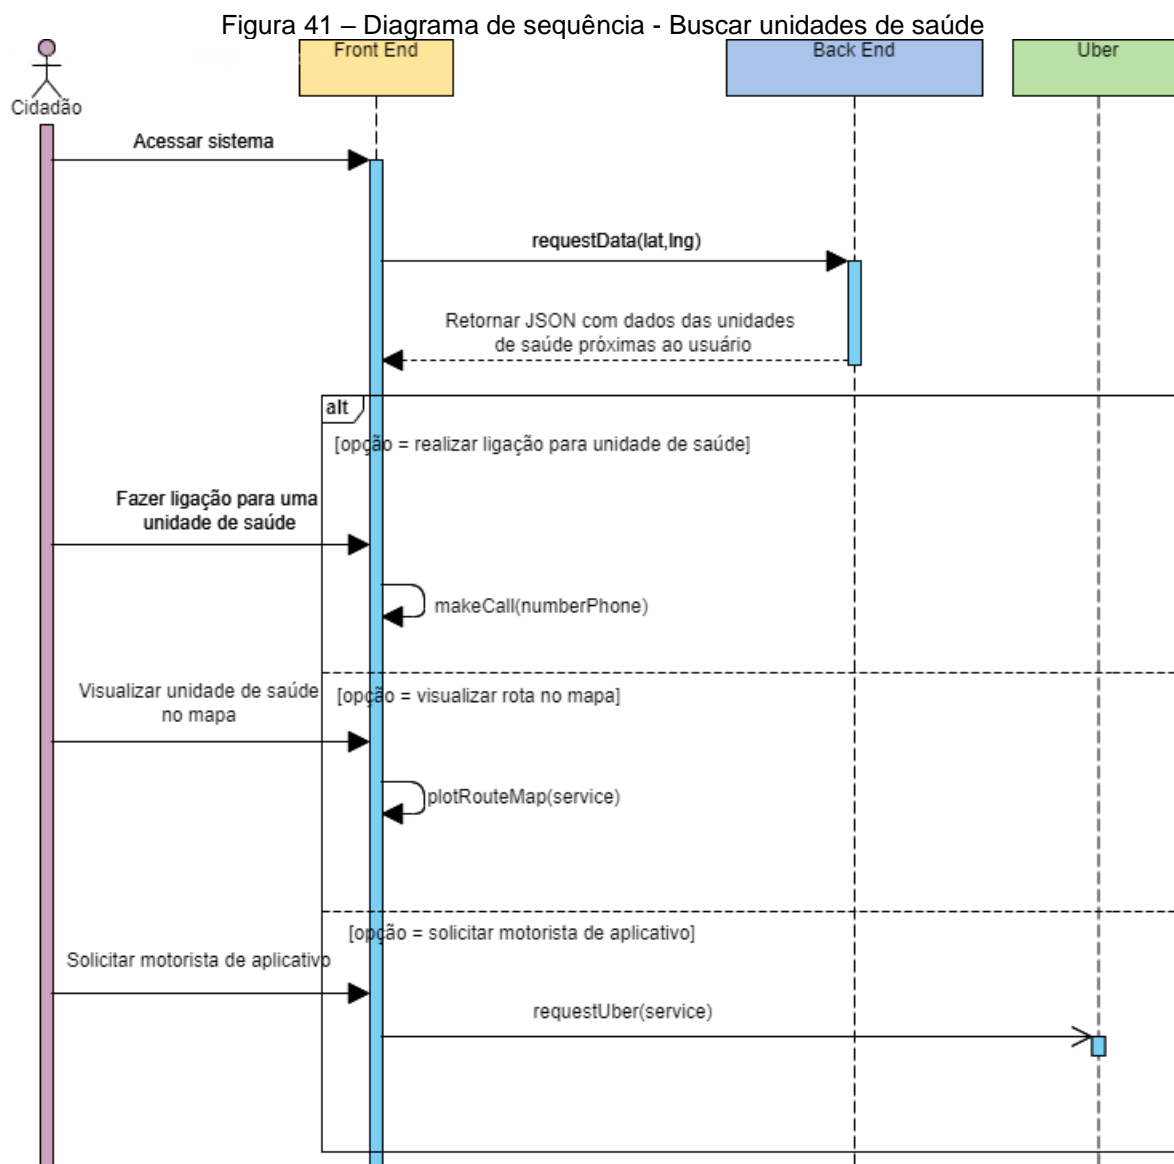 Figura 41 – Diagrama de sequência - Buscar unidades de saúde
Front End
Back End
Uber
Cidadão
Acessar sistema
requestData(lat,lng)
Retornar JSON com dados das unidades
de saúde próximas ao usuário
alt
[opção = realizar ligação para unidade de saúde]
Fazer ligação para uma
unidade de saúde
makeCall(numberPhone)
Visualizar unidade de saúde
no mapa
[opção = visualizar rota no mapa]
plotRouteMap(service)
[opção = solicitar motorista de aplicativo]
Solicitar motorista de aplicativo
requestUber(service)